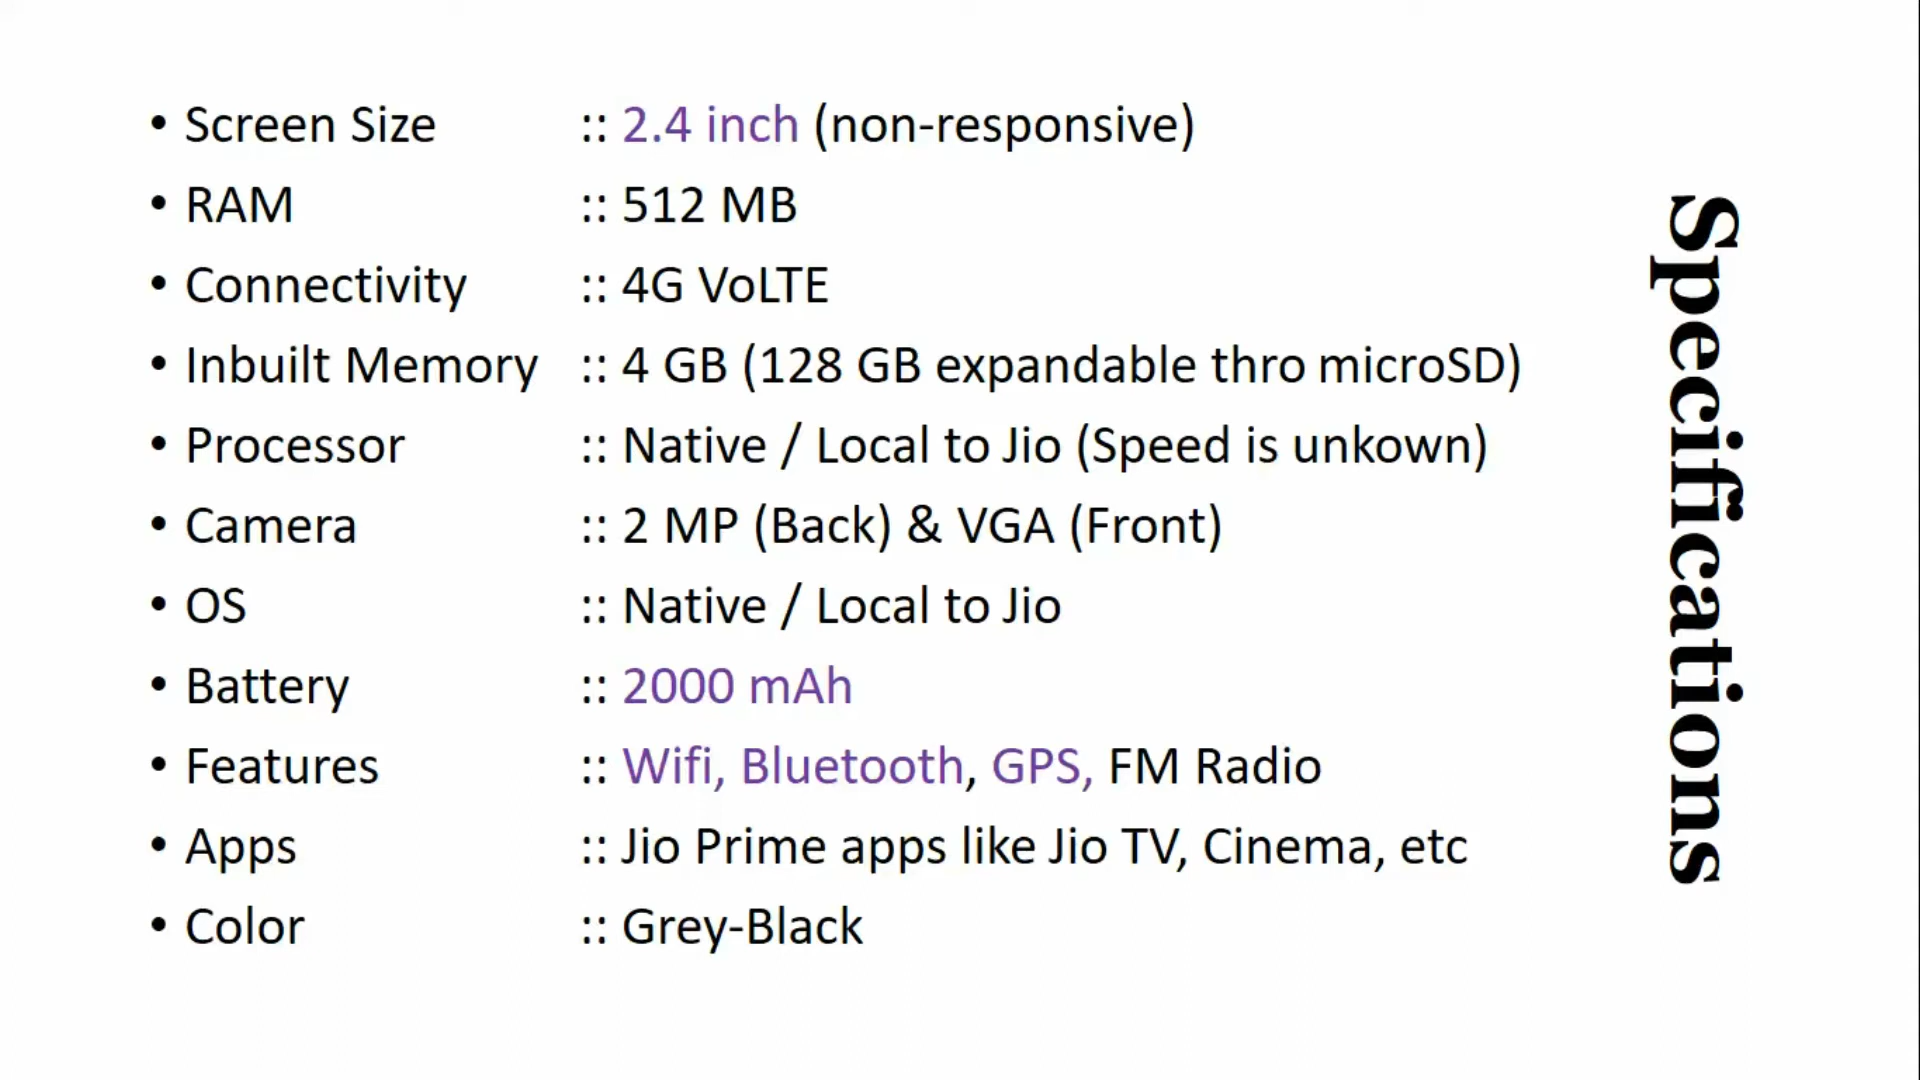 • Screen Size :: 2.4 inch (non-responsive)
• RAM :: 512 MB
• Connectivity :: 4G VoLTE
• Inbuilt Memory :: 4 GB (128 GB expandable thro microSD)
• Processor :: Native / Local to Jio (Speed is unkown)
• Camera :: 2 MP (Back) & VGA (Front)
• OS :: Native / Local to Jio
• Battery :: 2000 mAh
• Features :: Wifi, Bluetooth, GPS, FM Radio
• Apps :: Jio Prime apps like Jio TV, Cinema, etc
• Color :: Grey-Black
Specifications